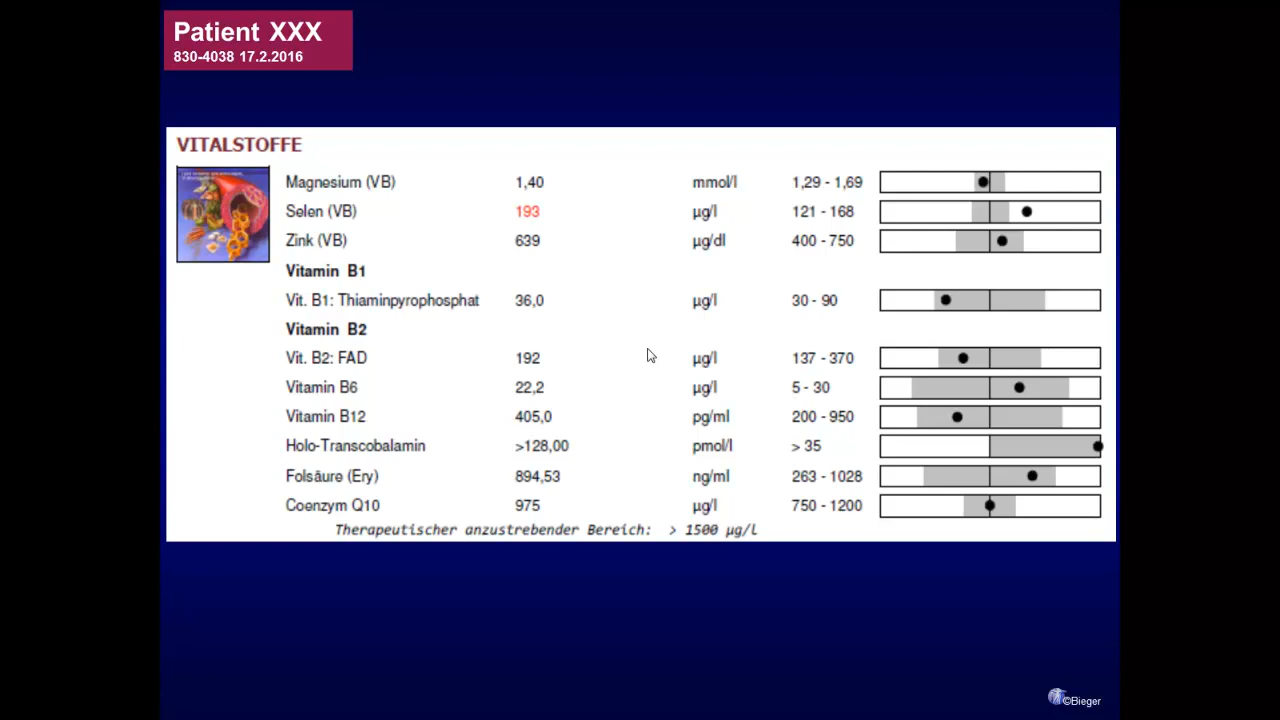 Patient XXX
830-4038 17.2.2016
VITALSTOFFE
Magnesium (VB) 1,40 mmol/l 1,29 - 1,69
Selen (VB) 193 µg/l 121 - 168
Zink (VB) 639 µg/dl 400 - 750
Vitamin B1
Vit. B1: Thiaminpyrophosphat 36,0 µg/l 30 - 90
Vitamin B2
Vit. B2: FAD 192 µg/l 137 - 370
Vitamin B6 22,2 µg/l 5 - 30
Vitamin B12 405,0 pg/ml 200 - 950
Holo-Transcobalamin >128,00 pmol/l > 35
Folsäure (Ery) 894,53 ng/ml 263 - 1028
Coenzym Q10 975 µg/l 750 - 1200
Therapeutischer anzustrebender Bereich: > 1500 µg/l
©Bieger